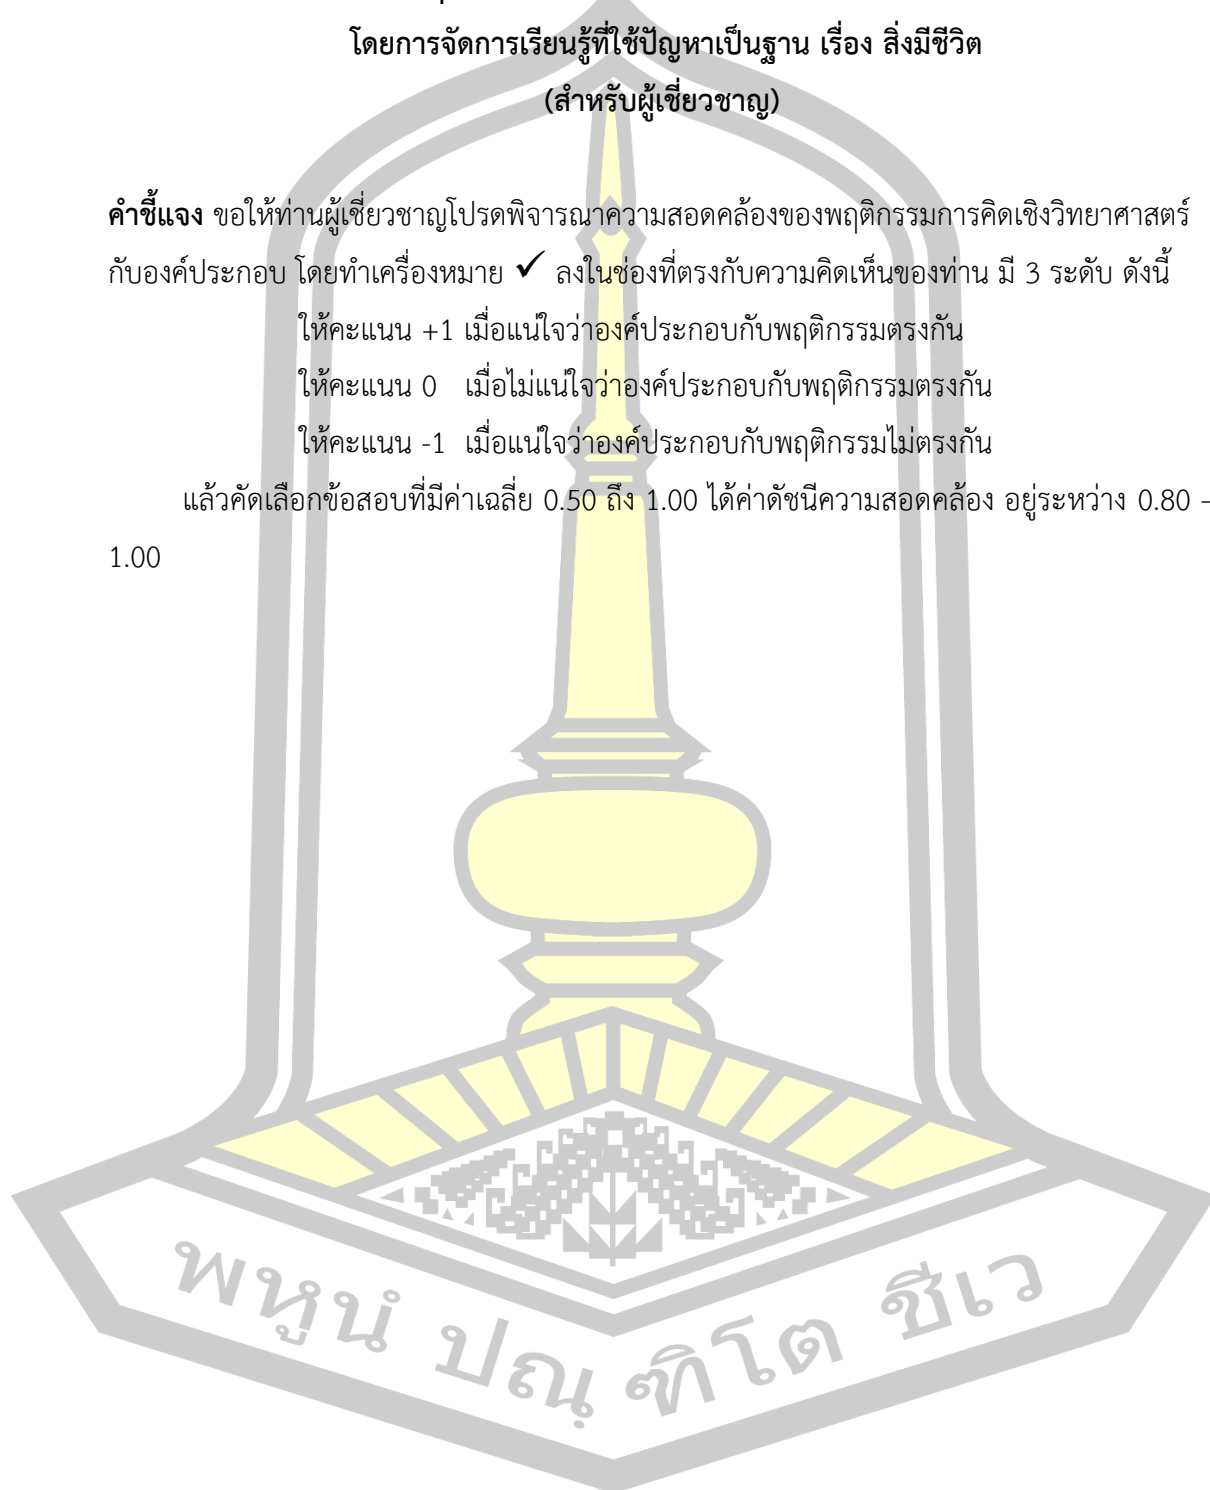 โดยการจัดการเรียนรู้ที่ใช้ปัญหาเป็นฐาน เรื่อง สิ่งมีชีวิต
(สำหรับผู้เชี่ยวชาญ)
คำชี้แจง ขอให้ท่านผู้เชี่ยวชาญโปรดพิจารณาความสอดคล้องของพฤติกรรมการคิดเชิงวิทยาศาสตร์
กับองค์ประกอบ โดยทำเครื่องหมาย ✓ ลงในช่องที่ตรงกับความคิดเห็นของท่าน มี 3 ระดับ ดังนี้
ให้คะแนน +1 เมื่อแน่ใจว่าองค์ประกอบกับพฤติกรรมตรงกัน
ให้คะแนน 0 เมื่อไม่แน่ใจว่าองค์ประกอบกับพฤติกรรมตรงกัน
ให้คะแนน -1 เมื่อแน่ใจว่าองค์ประกอบกับพฤติกรรมไม่ตรงกัน
แล้วคัดเลือกข้อสอบที่มีค่าเฉลี่ย 0.50 ถึง 1.00 ได้ค่าดัชนีความสอดคล้อง อยู่ระหว่าง 0.80 –
1.00
พหูนํ ปณฺฑิโต ชีเว